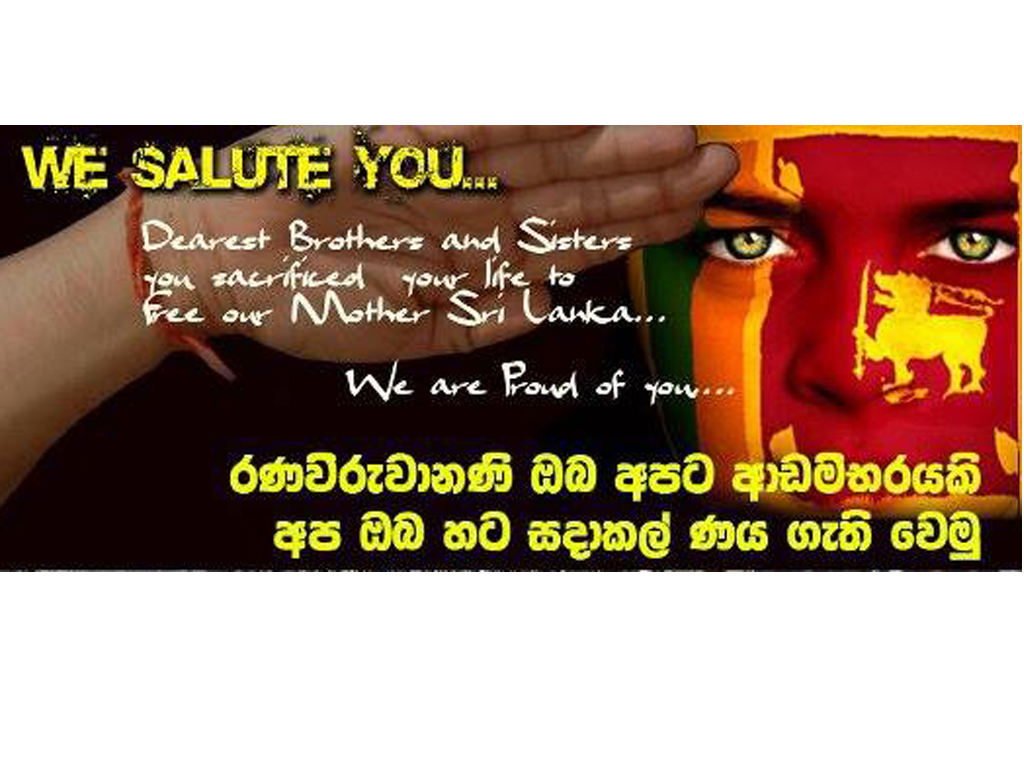 WE SALUTE YOU...
Dearest Brothers and Sisters
you sacrificed your life to
free our Mother Sri Lanka...
We are Proud of you....
රණවිරුවානණි ඔබ අපට ආඩම්භරයකි
අප ඔබ හට සදාකල් ණය ගැති වෙමු